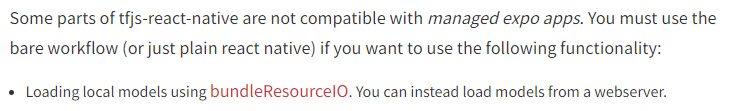 Some parts of tfjs-react-native are not compatible with managed expo apps. You must use the
bare workflow (or just plain react native) if you want to use the following functionality:
• Loading local models using bundleResourceIO. You can instead load models from a webserver.